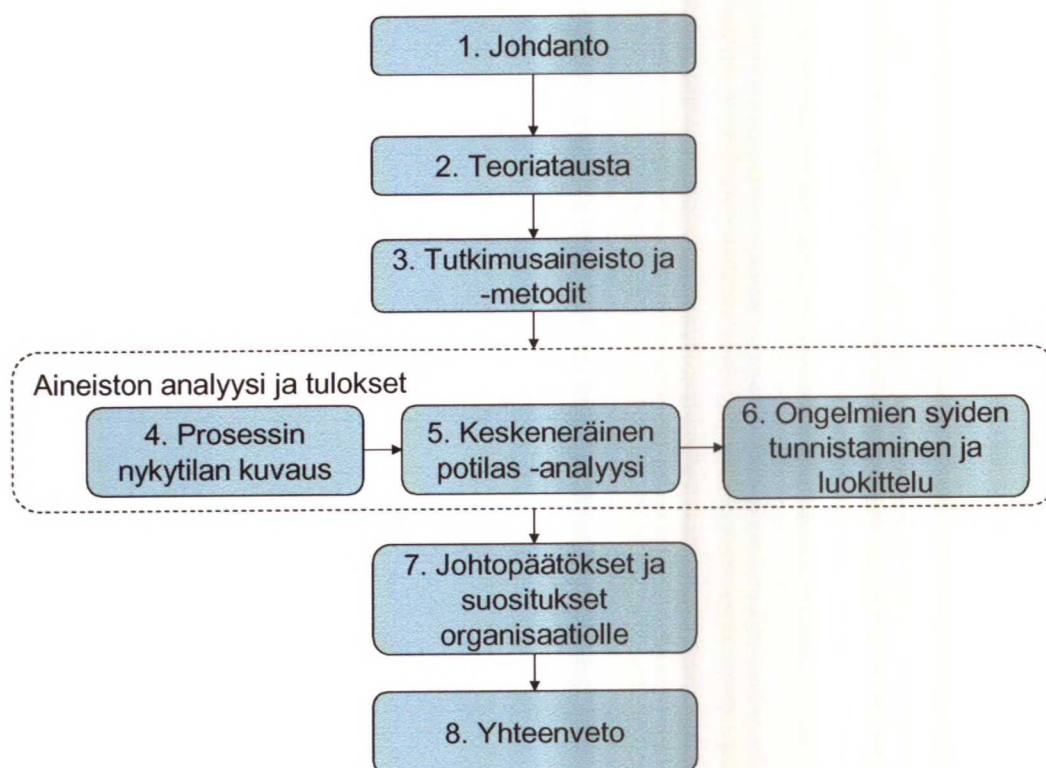 1. Johdanto
2. Teoriatausta
3. Tutkimusaineisto ja
-metodit
Aineiston analyysi ja tulokset
4. Prosessin
nykytilan kuvaus
5. Keskeneräinen
potilas -analyysi
6. Ongelmien syiden
tunnistaminen ja
luokittelu
7. Johtopäätökset ja
suositukset
organisaatiolle
8. Yhteenveto